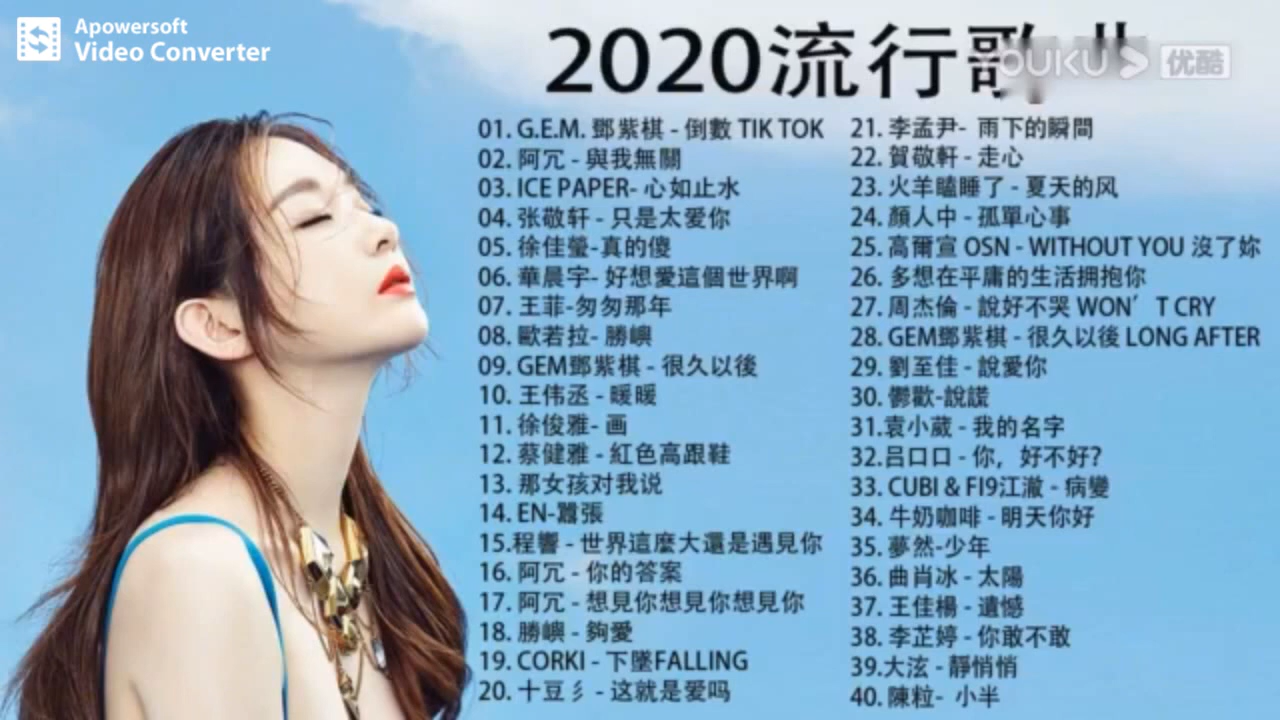 Apowersoft
Video Converter
2020流行歌曲
YOUKU 优酷
01. G.E.M. 鄧紫棋 - 倒數 TIK TOK
02. 阿冗 - 與我無關
03. ICE PAPER- 心如止水
04. 张敬轩 - 只是太愛你
05. 徐佳瑩-真的傻
06. 華晨宇- 好想愛這個世界啊
07. 王菲-匆匆那年
08. 歐若拉- 勝嶼
09. GEM鄧紫棋 - 很久以後
10. 王伟丞 - 暖暖
11. 徐俊雅- 画
12. 蔡健雅 - 紅色高跟鞋
13. 那女孩对我说
14. EN-囂張
15.程響 - 世界這麼大還是遇見你
16. 阿冗 - 你的答案
17. 阿冗 - 想見你想見你想見你
18. 勝嶼 - 夠愛
19. CORKI - 下墜FALLING
20. 十豆彡 - 这就是爱吗
21. 李孟尹- 雨下的瞬間
22. 賀敬軒 - 走心
23. 火羊瞌睡了 - 夏天的风
24. 顏人中 - 孤單心事
25. 高爾宣 OSN - WITHOUT YOU 沒了妳
26. 多想在平庸的生活拥抱你
27. 周杰倫 - 說好不哭 WON'T CRY
28. GEM鄧紫棋 - 很久以後 LONG AFTER
29. 劉至佳 - 說愛你
30. 鬱歡-說謊
31.袁小葳 - 我的名字
32.吕口口 - 你，好不好?
33. CUBI & FI9江澈 - 病變
34. 牛奶咖啡 - 明天你好
35. 夢然-少年
36. 曲肖冰 - 太陽
37. 王佳楊 - 遺憾
38. 李芷婷 - 你敢不敢
39.大泫 - 靜悄悄
40. 陳粒- 小半